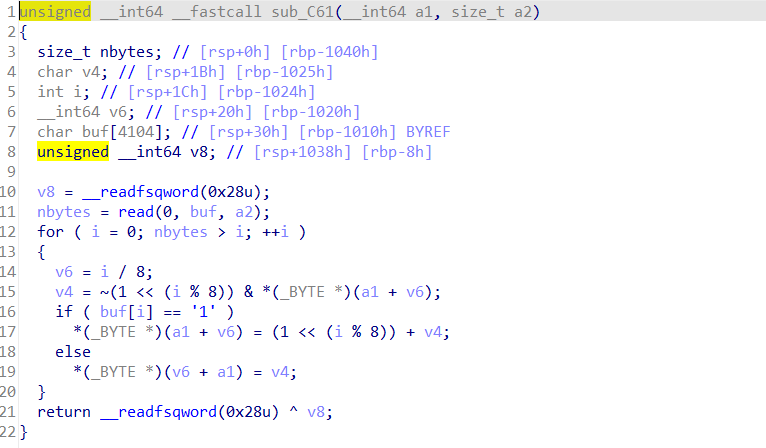 1 unsigned __int64 __fastcall sub_C61(__int64 a1, size_t a2)
2 {
3   size_t nbytes; // [rsp+0h] [rbp-1040h]
4   char v4; // [rsp+1Bh] [rbp-1025h]
5   int i; // [rsp+1Ch] [rbp-1024h]
6   __int64 v6; // [rsp+20h] [rbp-1020h]
7   char buf[4104]; // [rsp+30h] [rbp-1010h] BYREF
8   unsigned __int64 v8; // [rsp+1038h] [rbp-8h]
9
10   v8 = __readfsqword(0x28u);
11   nbytes = read(0, buf, a2);
12   for ( i = 0; nbytes > i; ++i )
13   {
14     v6 = i / 8;
15     v4 = ~(1 << (i % 8)) & *(_BYTE *)(a1 + v6);
16     if ( buf[i] == '1' )
17       *(_BYTE *)(a1 + v6) = (1 << (i % 8)) + v4;
18     else
19       *(_BYTE *)(v6 + a1) = v4;
20   }
21   return __readfsqword(0x28u) ^ v8;
22 }